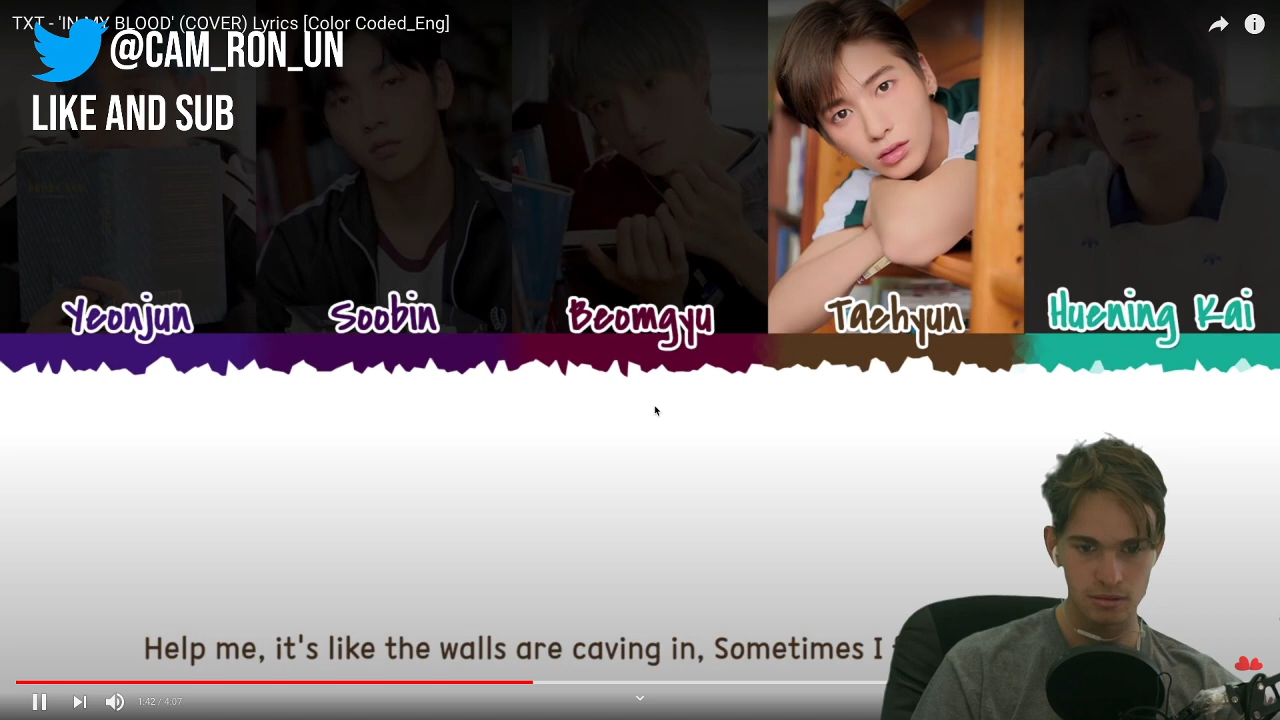 TXT - 'IN MY BLOOD' (COVER) Lyrics [Color Coded_Eng]
@CAM_RON_UN
LIKE AND SUB
Yeonjun Soobin Beomgyu Taehyun Huening Kai
Help me, it's like the walls are caving in, Sometimes I
1:42 / 4:07